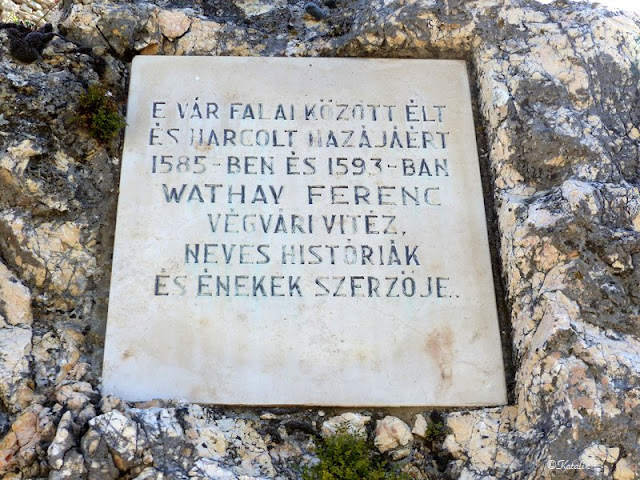 E VÁR FALAI KÖZÖTT ÉLT
ÉS HARCOLT HAZÁJÁÉRT
1585-BEN ÉS 1593-BAN
WATHAY FERENC
VÉGVÁRI VITÉZ,
NEVES HISTÓRIÁK
ÉS ÉNEKEK SZERZŐJE.